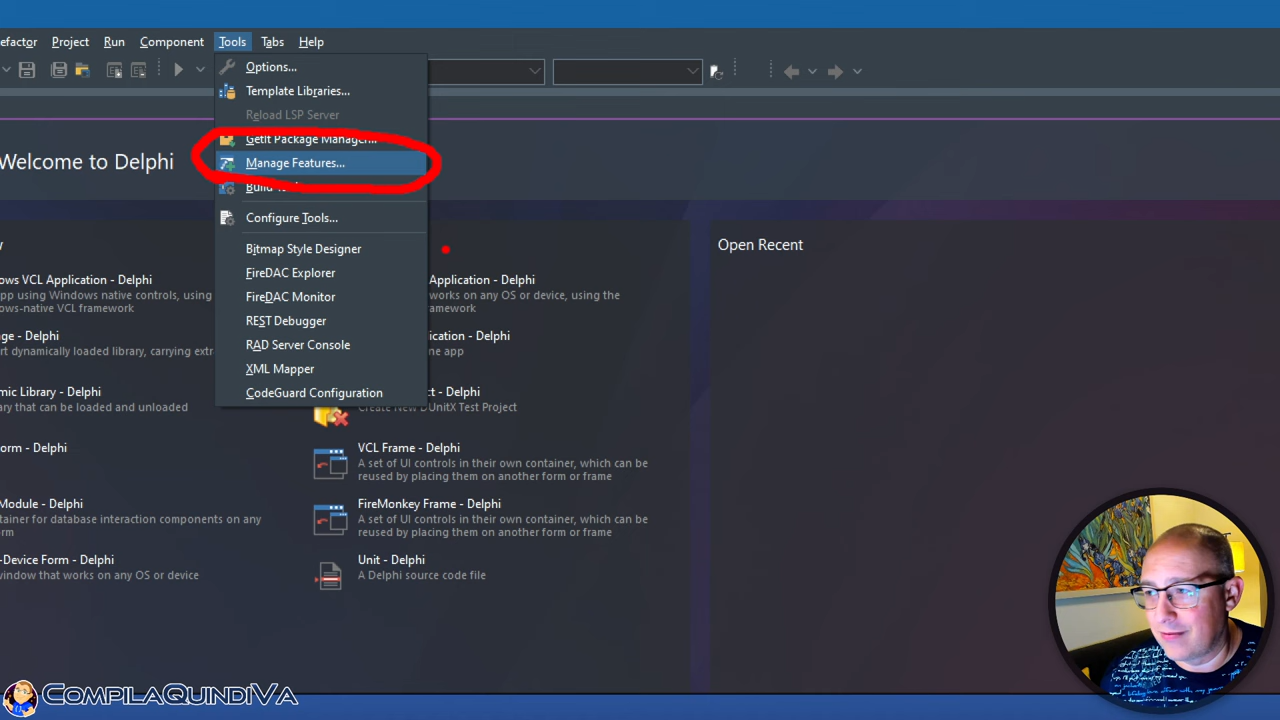 efactor Project Run Component Tools Tabs Help
Options...
Template Libraries...
Reload LSP Server
GetIt Package Manager...
Welcome to Delphi
Manage Features...
Build
Configure Tools...
Bitmap Style Designer
FireDAC Explorer
FireDAC Monitor
REST Debugger
RAD Server Console
XML Mapper
CodeGuard Configuration
Open Recent
w
ows VCL Application - Delphi
pp using Windows native controls, using
ows-native VCL framework
ge - Delphi
rt dynamically loaded library, carrying extr
mic Library - Delphi
ary that can be loaded and unloaded
orm - Delphi
Module - Delphi
tainer for database interaction components on any
rm
-Device Form - Delphi
window that works on any OS or device
Application - Delphi
works on any OS or device, using the
amework
ication - Delphi
ne app
ct - Delphi
Create New DUnitX Test Project
VCL Frame - Delphi
A set of UI controls in their own container, which can be
reused by placing them on another form or frame
FireMonkey Frame - Delphi
A set of UI controls in their own container, which can be
reused by placing them on another form or frame
Unit - Delphi
A Delphi source code file
CompilaQuindiVa